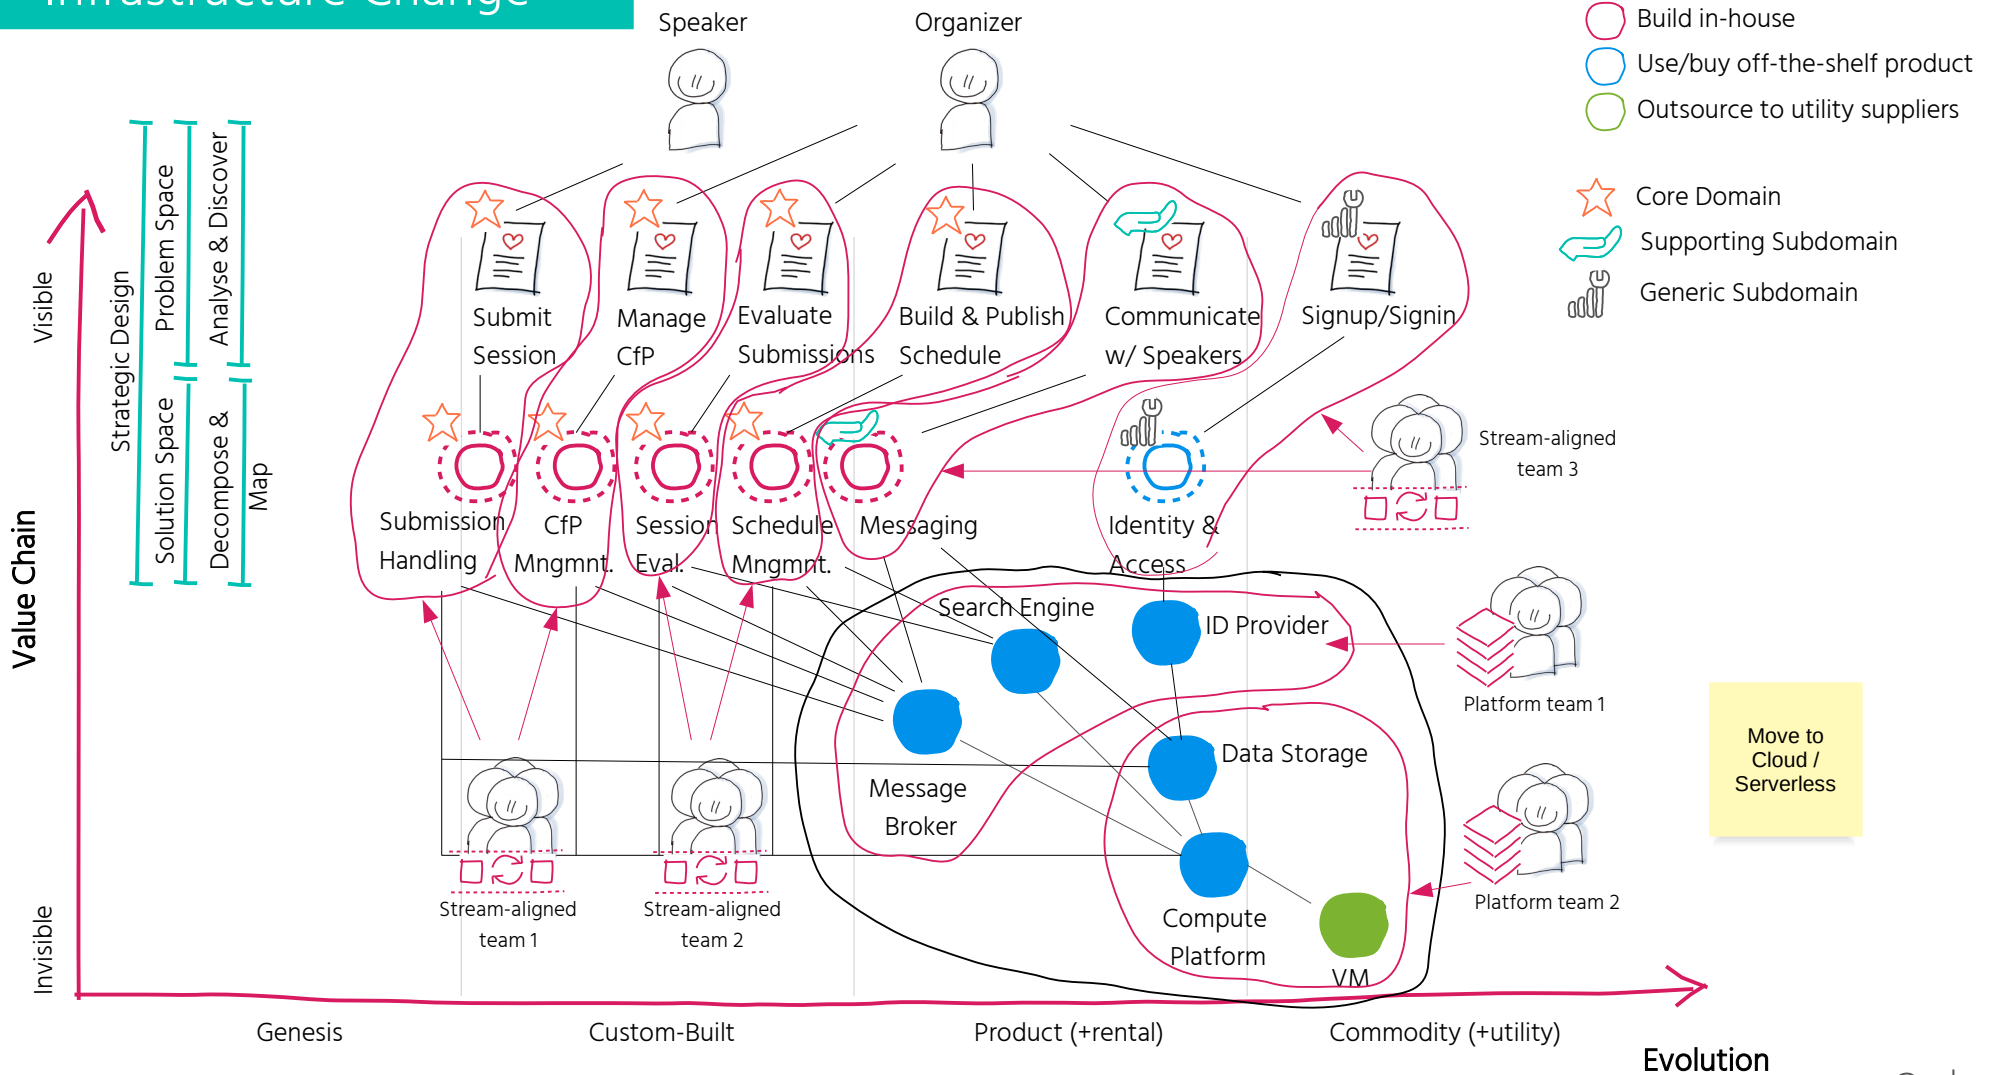 Infrastructure Change
Speaker
Organizer
Build in-house
Use/buy off-the-shelf product
Outsource to utility suppliers
Core Domain
Supporting Subdomain
Generic Subdomain
Value Chain
Visible
Invisible
Strategic Design
Problem Space
Solution Space
Analyse & Discover
Decompose &
Map
Submit
Session
Manage
CfP
Evaluate
Submissions
Build & Publish
Schedule
Communicate
w/ Speakers
Signup/Signin
Submission
Handling
CfP
Mngmnt.
Session
Eval.
Schedule
Mngmnt.
Messaging
Identity &
Access
Stream-aligned
team 3
Search Engine
ID Provider
Platform team 1
Message
Broker
Data Storage
Move to
Cloud /
Serverless
Stream-aligned
team 1
Stream-aligned
team 2
Compute
Platform
VM
Platform team 2
Genesis
Custom-Built
Product (+rental)
Commodity (+utility)
Evolution